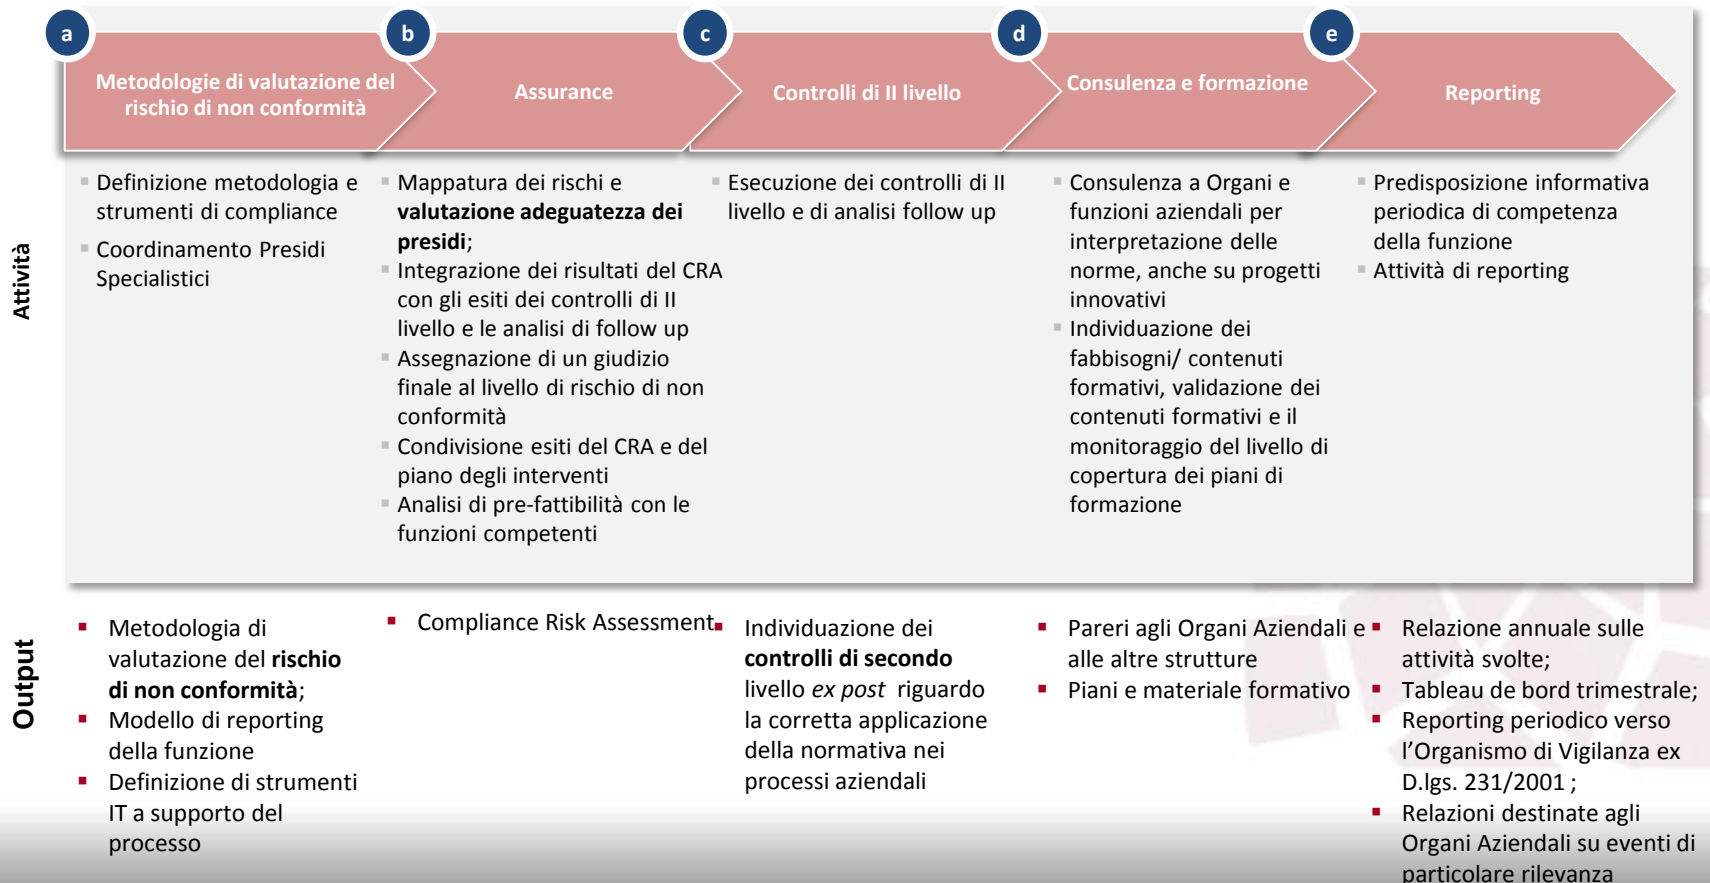 a
b
c
d
e
Metodologie di valutazione del
rischio di non conformità
Assurance
Controlli di II livello
Consulenza e formazione
Reporting
Attività
Definizione metodologia e
strumenti di compliance
Coordinamento Presidi
Specialistici
Mappatura dei rischi e
valutazione adeguatezza dei
presidi;
Integrazione dei risultati del CRA
con gli esiti dei controlli di II
livello e le analisi di follow up
Assegnazione di un giudizio
finale al livello di rischio di non
conformità
Condivisione esiti del CRA e del
piano degli interventi
Analisi di pre-fattibilità con le
funzioni competenti
Esecuzione dei controlli di II
livello e di analisi follow up
Consulenza a Organi e
funzioni aziendali per
interpretazione delle
norme, anche su progetti
innovativi
Individuazione dei
fabbisogni/ contenuti
formativi, validazione dei
contenuti formativi e il
monitoraggio del livello di
copertura dei piani di
formazione
Predisposizione informativa
periodica di competenza
della funzione
Attività di reporting
Output
Metodologia di
valutazione del rischio
di non conformità;
Modello di reporting
della funzione
Definizione di strumenti
IT a supporto del
processo
Compliance Risk Assessment
Individuazione dei
controlli di secondo
livello ex post riguardo
la corretta applicazione
della normativa nei
processi aziendali
Pareri agli Organi Aziendali e
alle altre strutture
Piani e materiale formativo
Relazione annuale sulle
attività svolte;
Tableau de bord trimestrale;
Reporting periodico verso
l'Organismo di Vigilanza ex
D.lgs. 231/2001 ;
Relazioni destinate agli
Organi Aziendali su eventi di
particolare rilevanza